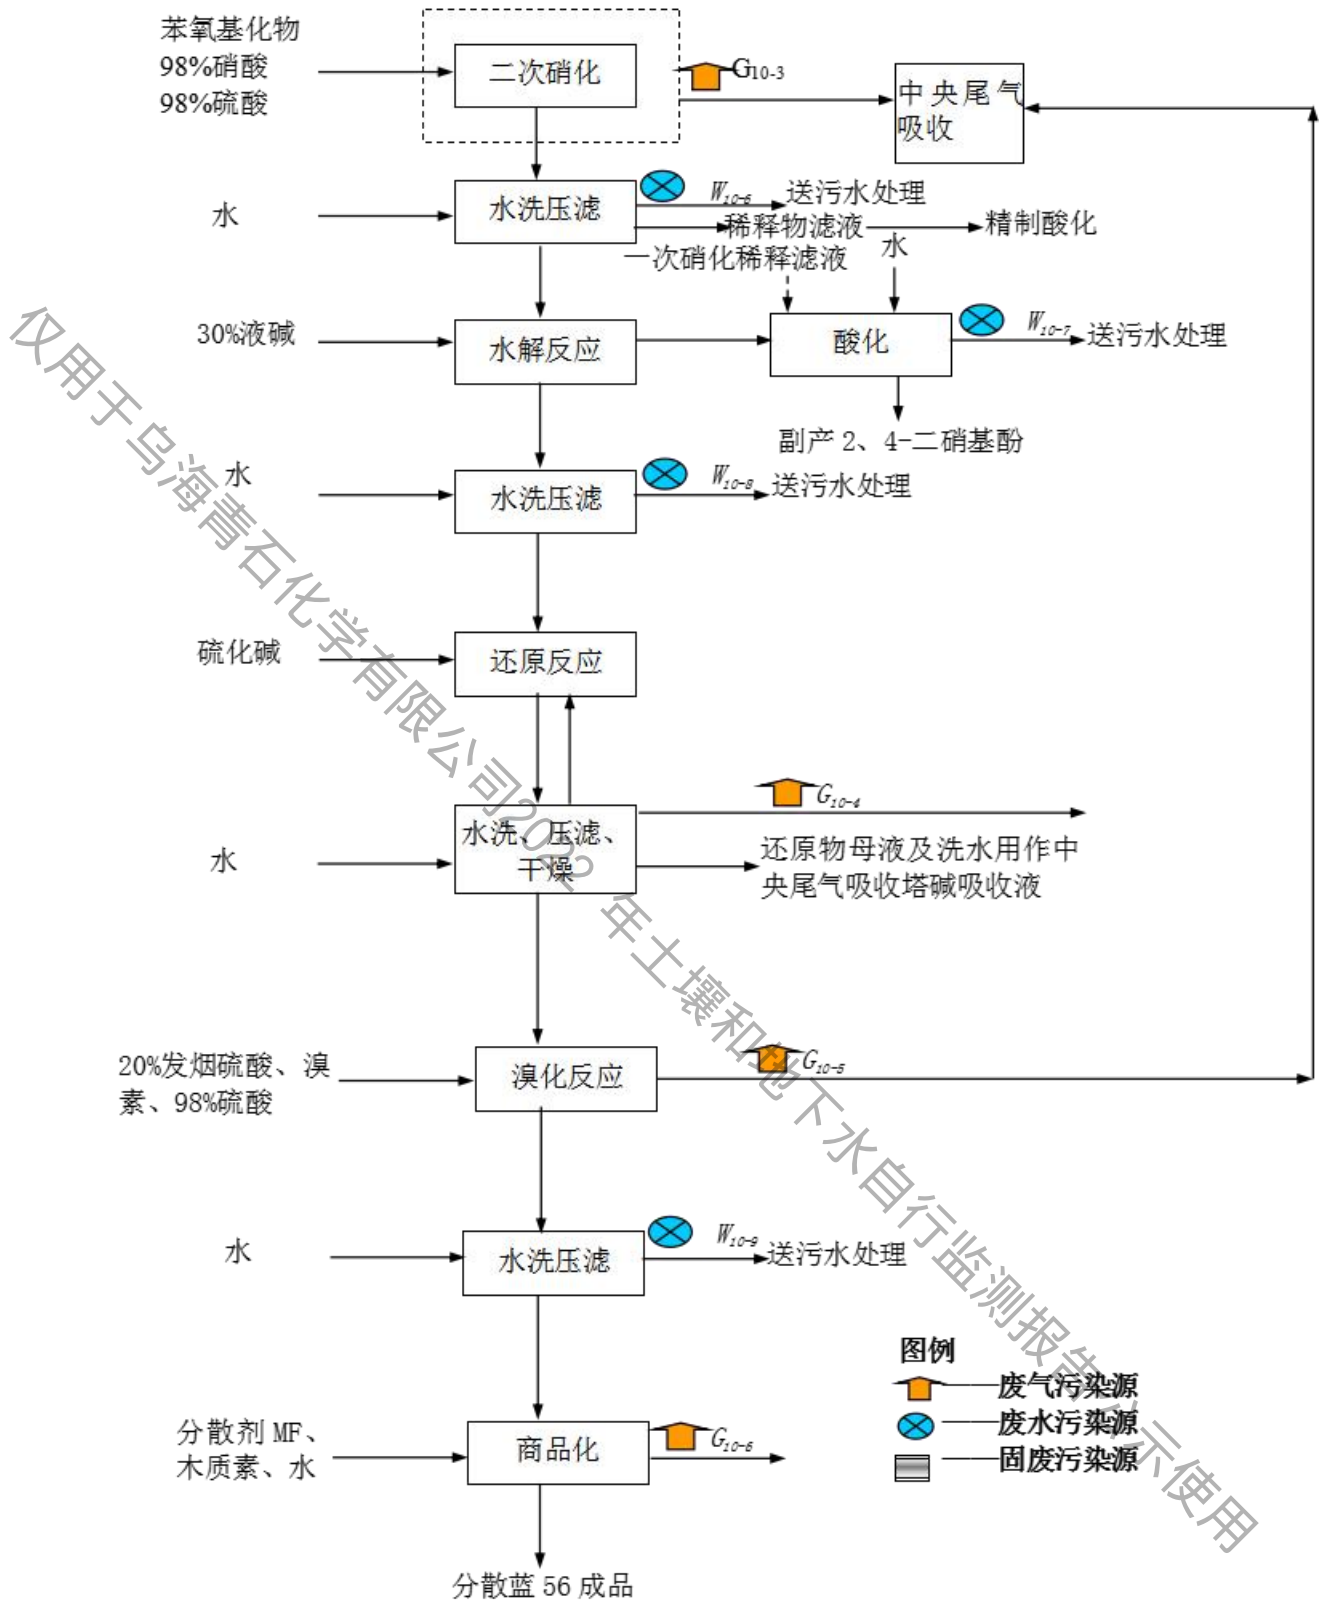 苯氧基化物
98%硝酸
98%硫酸
二次硝化
G10-3
中央尾气
吸收
水
水洗压滤
W10-6
送污水处理
稀释物滤液
精制酸化
一次硝化稀释滤液
水
30%液碱
水解反应
酸化
W10-7
送污水处理
副产2、4-二硝基酚
水
水洗压滤
W10-8
送污水处理
硫化碱
还原反应
G10-4
水
水洗、压滤、
干燥
还原物母液及洗水用作中
央尾气吸收塔碱吸收液
20%发烟硫酸、溴
素、98%硫酸
溴化反应
G10-5
水
水洗压滤
W10-9
送污水处理
分散剂MF、
木质素、水
商品化
G10-6
分散蓝56成品
图例
废气污染源
废水污染源
固废污染源
仅用于乌海青石化学有限公司2022年土壤和地下水自行监测报告公示使用